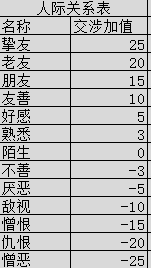 人际关系表
名称 交涉加值
挚友 25
老友 20
朋友 15
友善 10
好感 5
熟悉 3
陌生 0
不善 -3
厌恶 -5
敌视 -10
憎恨 -15
仇恨 -20
憎恶 -25